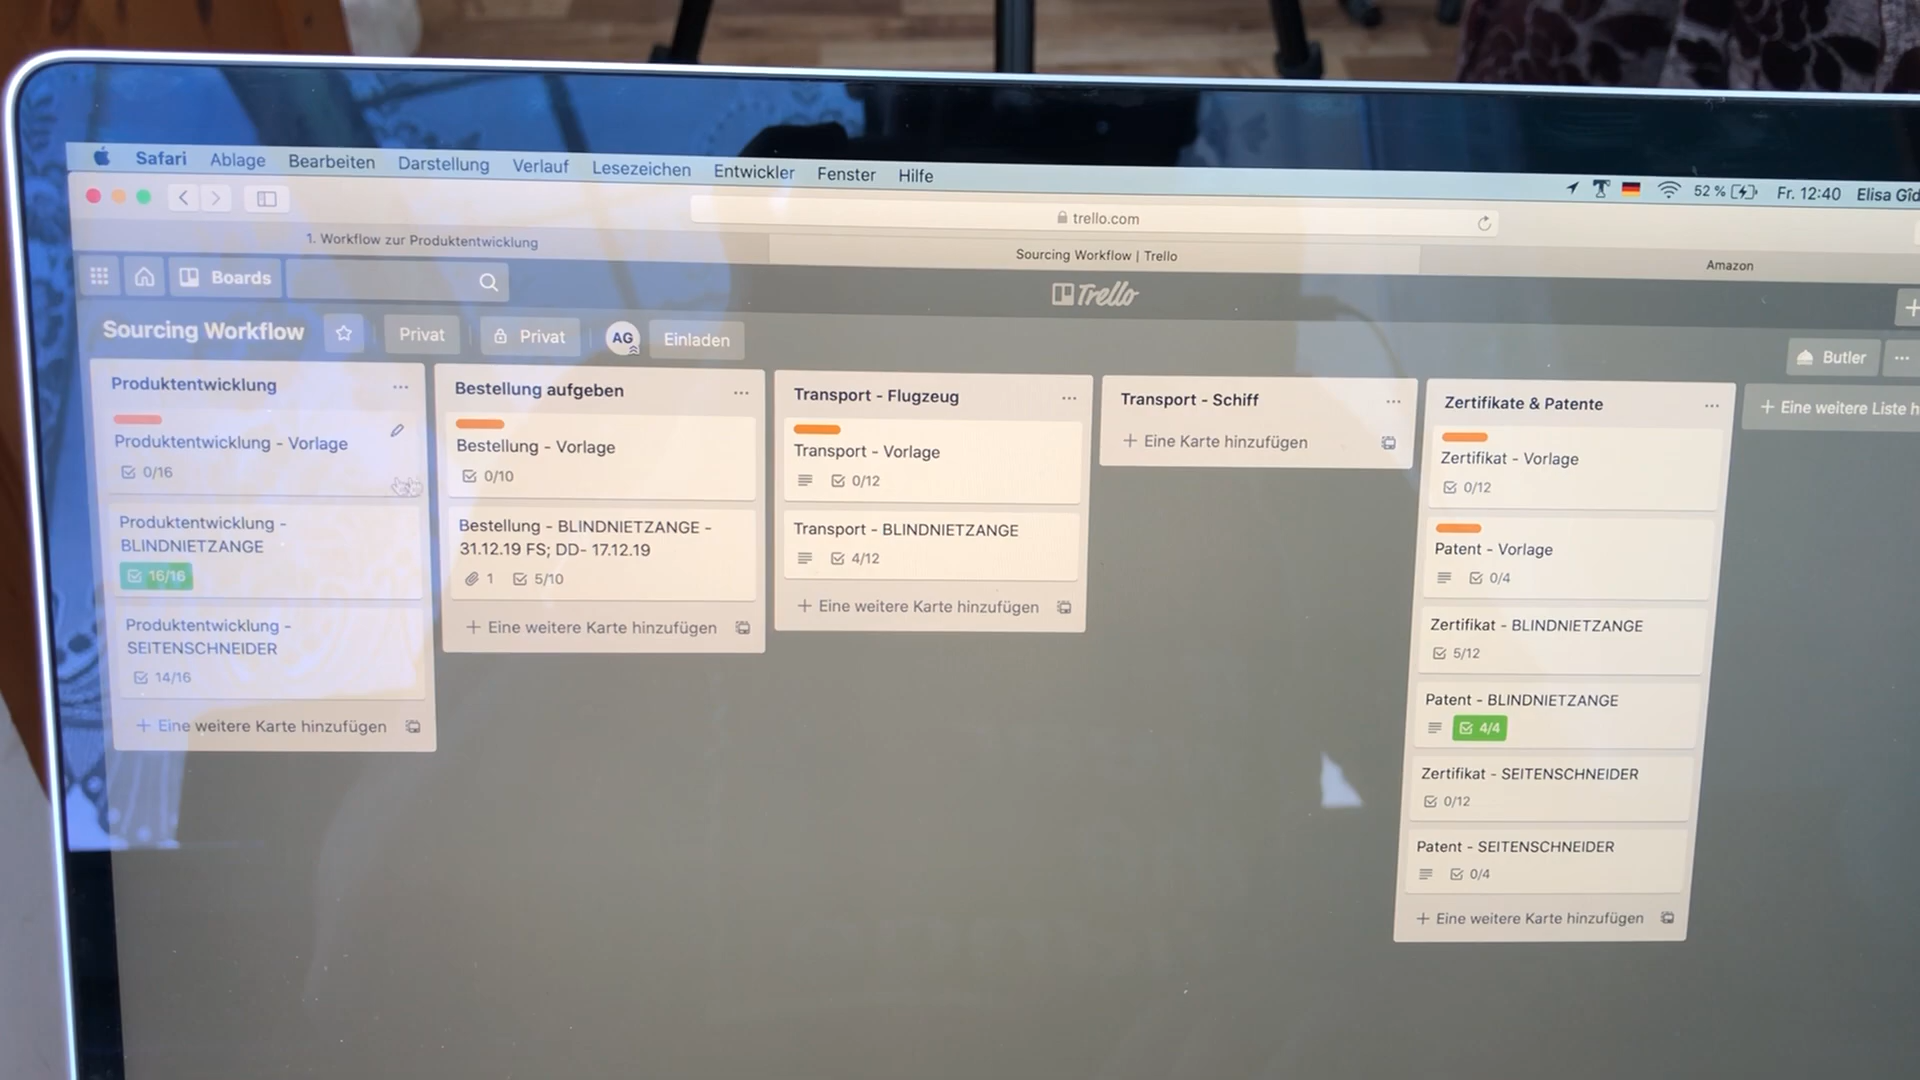 Safari Ablage Bearbeiten Darstellung Verlauf Lesezeichen Entwickler Fenster Hilfe
52 % Fr. 12:40 Elisa
trello.com
1. Workflow zur Produktentwicklung
Sourcing Workflow | Trello
Amazon
Boards
Trello
Sourcing Workflow
Privat
Privat
AG
Einladen
Butler
Produktentwicklung
Produktentwicklung - Vorlage
0/16
Produktentwicklung -
BLINDNIETZANGE
16/16
Produktentwicklung -
SEITENSCHNEIDER
14/16
+ Eine weitere Karte hinzufügen
Bestellung aufgeben
Bestellung - Vorlage
0/10
Bestellung - BLINDNIETZANGE -
31.12.19 FS; DD- 17.12.19
1 5/10
+ Eine weitere Karte hinzufügen
Transport - Flugzeug
Transport - Vorlage
0/12
Transport - BLINDNIETZANGE
4/12
+ Eine weitere Karte hinzufügen
Transport - Schiff
+ Eine Karte hinzufügen
Zertifikate & Patente
Zertifikat - Vorlage
0/12
Patent - Vorlage
0/4
Zertifikat - BLINDNIETZANGE
5/12
Patent - BLINDNIETZANGE
4/4
Zertifikat - SEITENSCHNEIDER
0/12
Patent - SEITENSCHNEIDER
0/4
+ Eine weitere Karte hinzufügen
+ Eine weitere Liste h